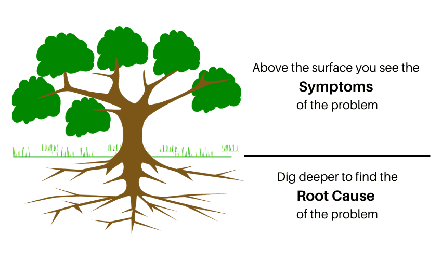 Above the surface you see the
Symptoms
of the problem
Dig deeper to find the
Root Cause
of the problem